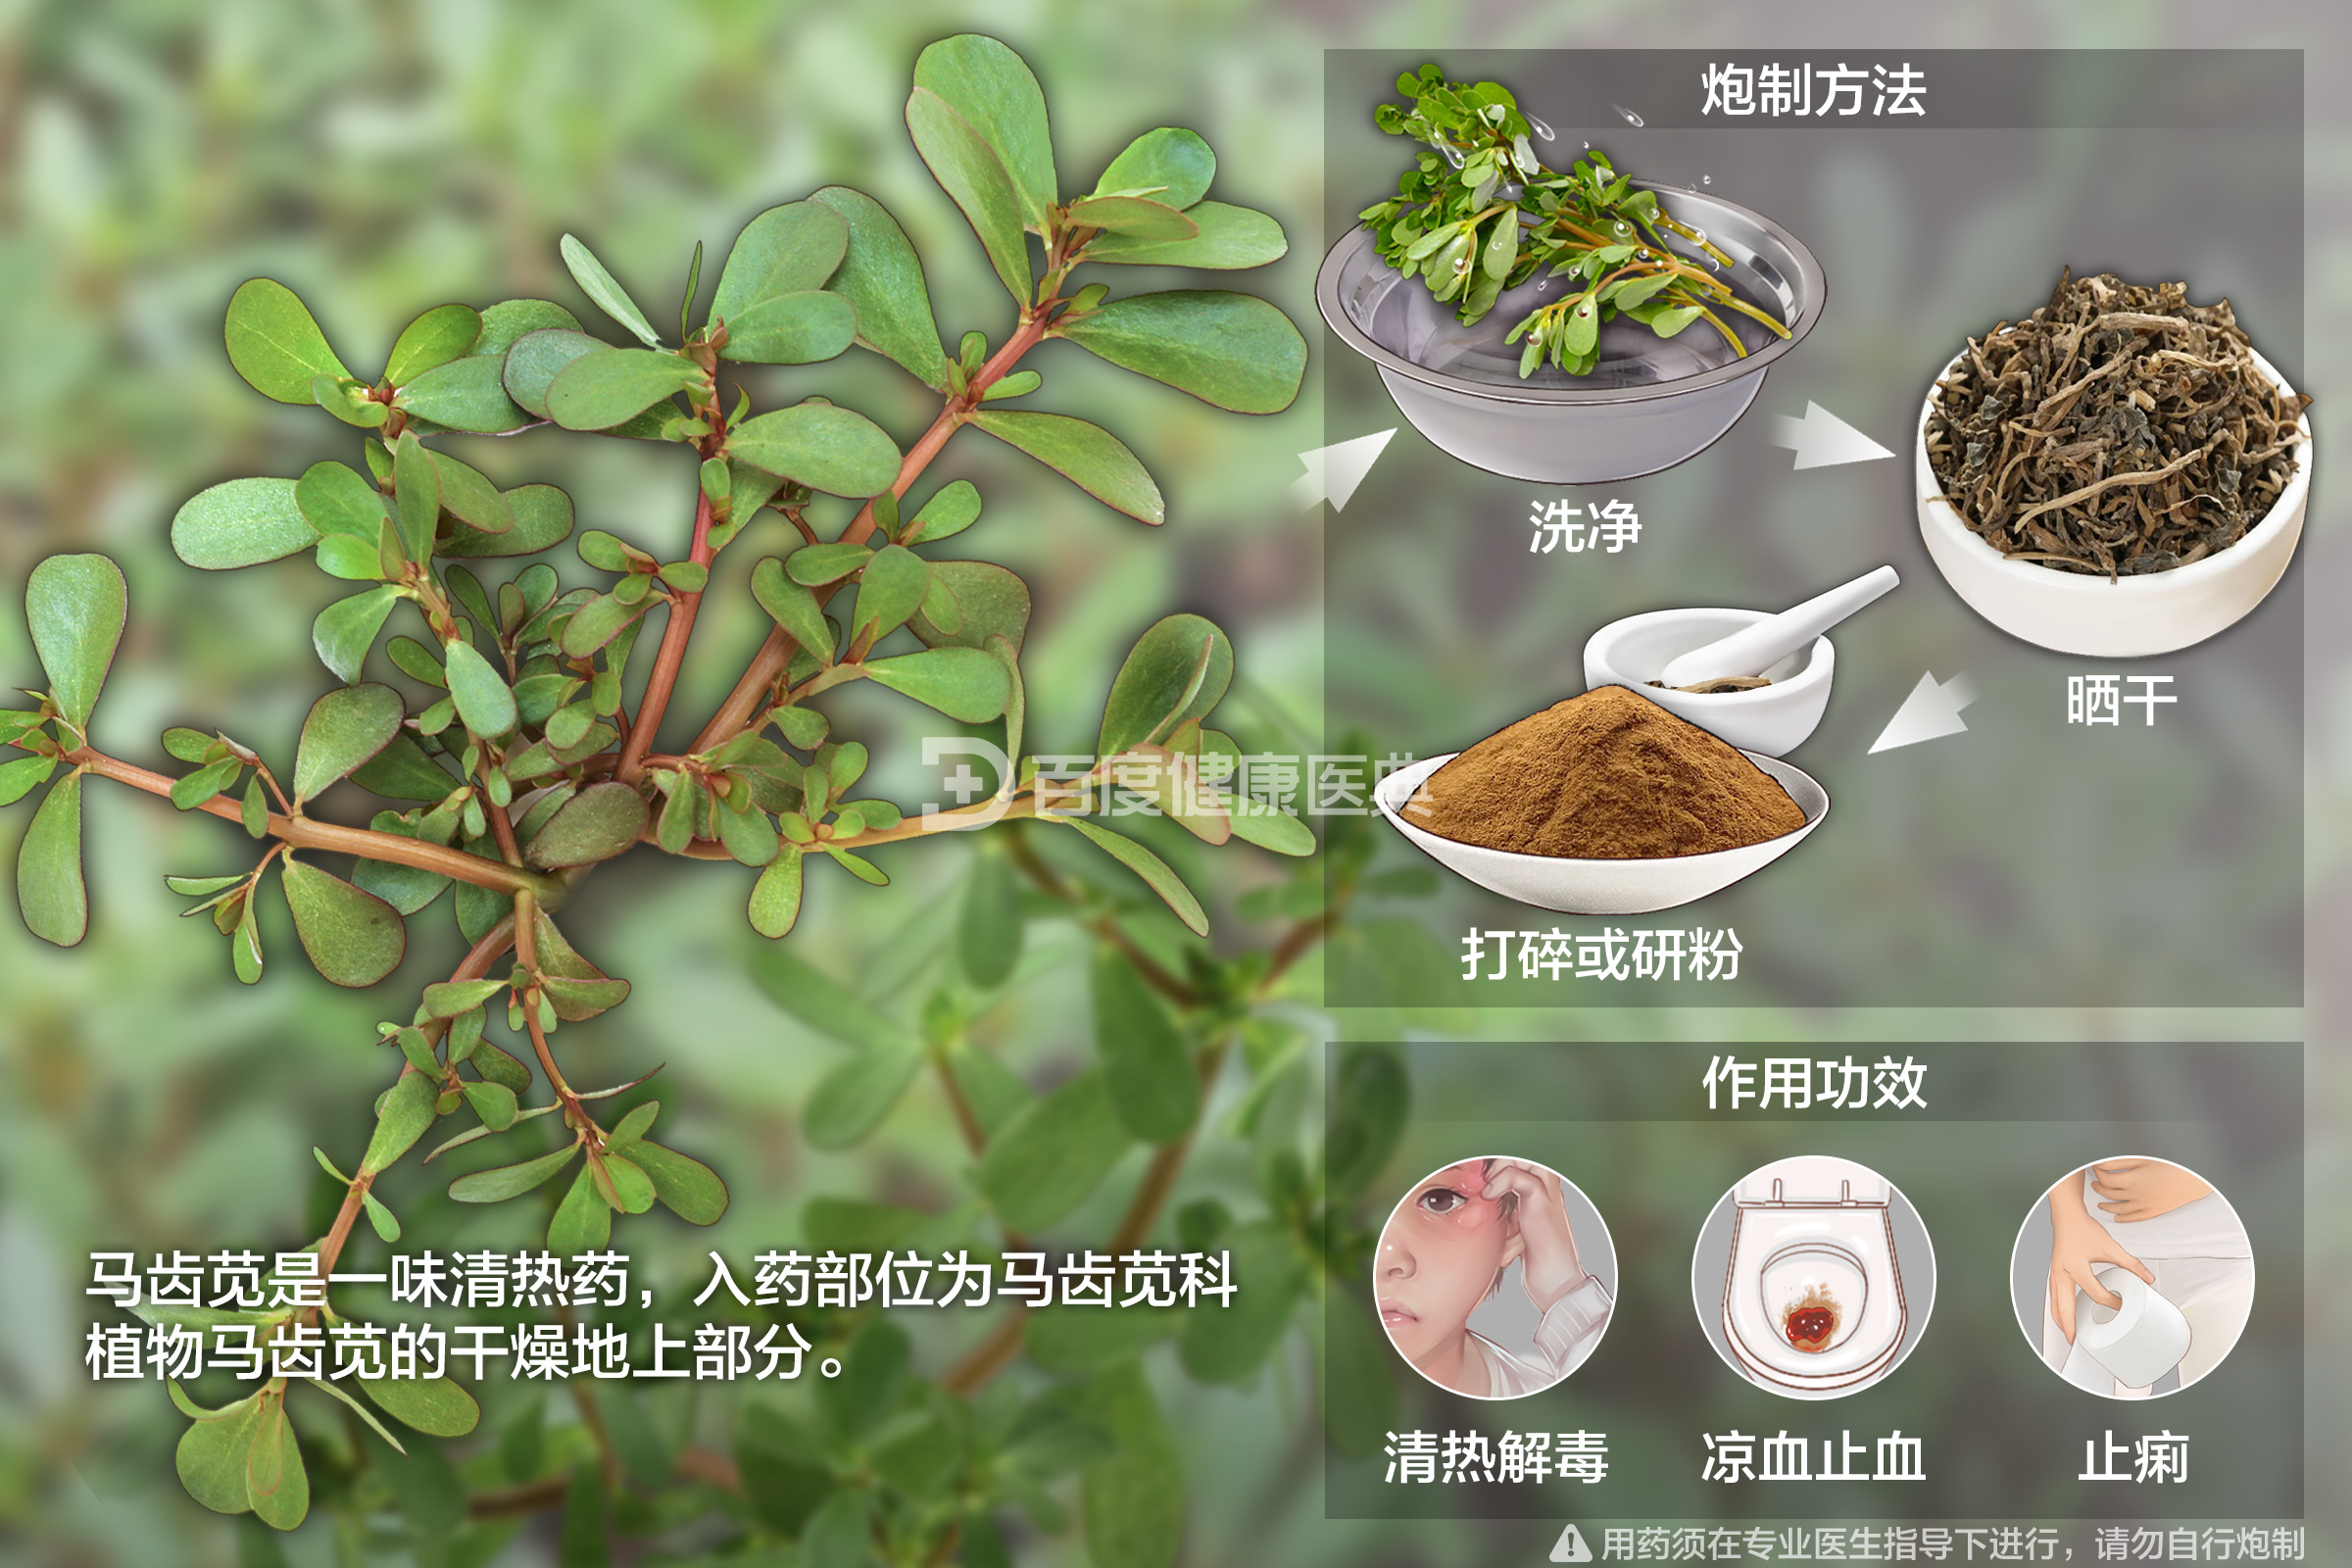 炮制方法
洗净
晒干
打碎或研粉
百度健康医典
作用功效
清热解毒
凉血止血
止痢
马齿苋是一味清热药，入药部位为马齿苋科
植物马齿苋的干燥地上部分。
用药须在专业医生指导下进行，请勿自行炮制